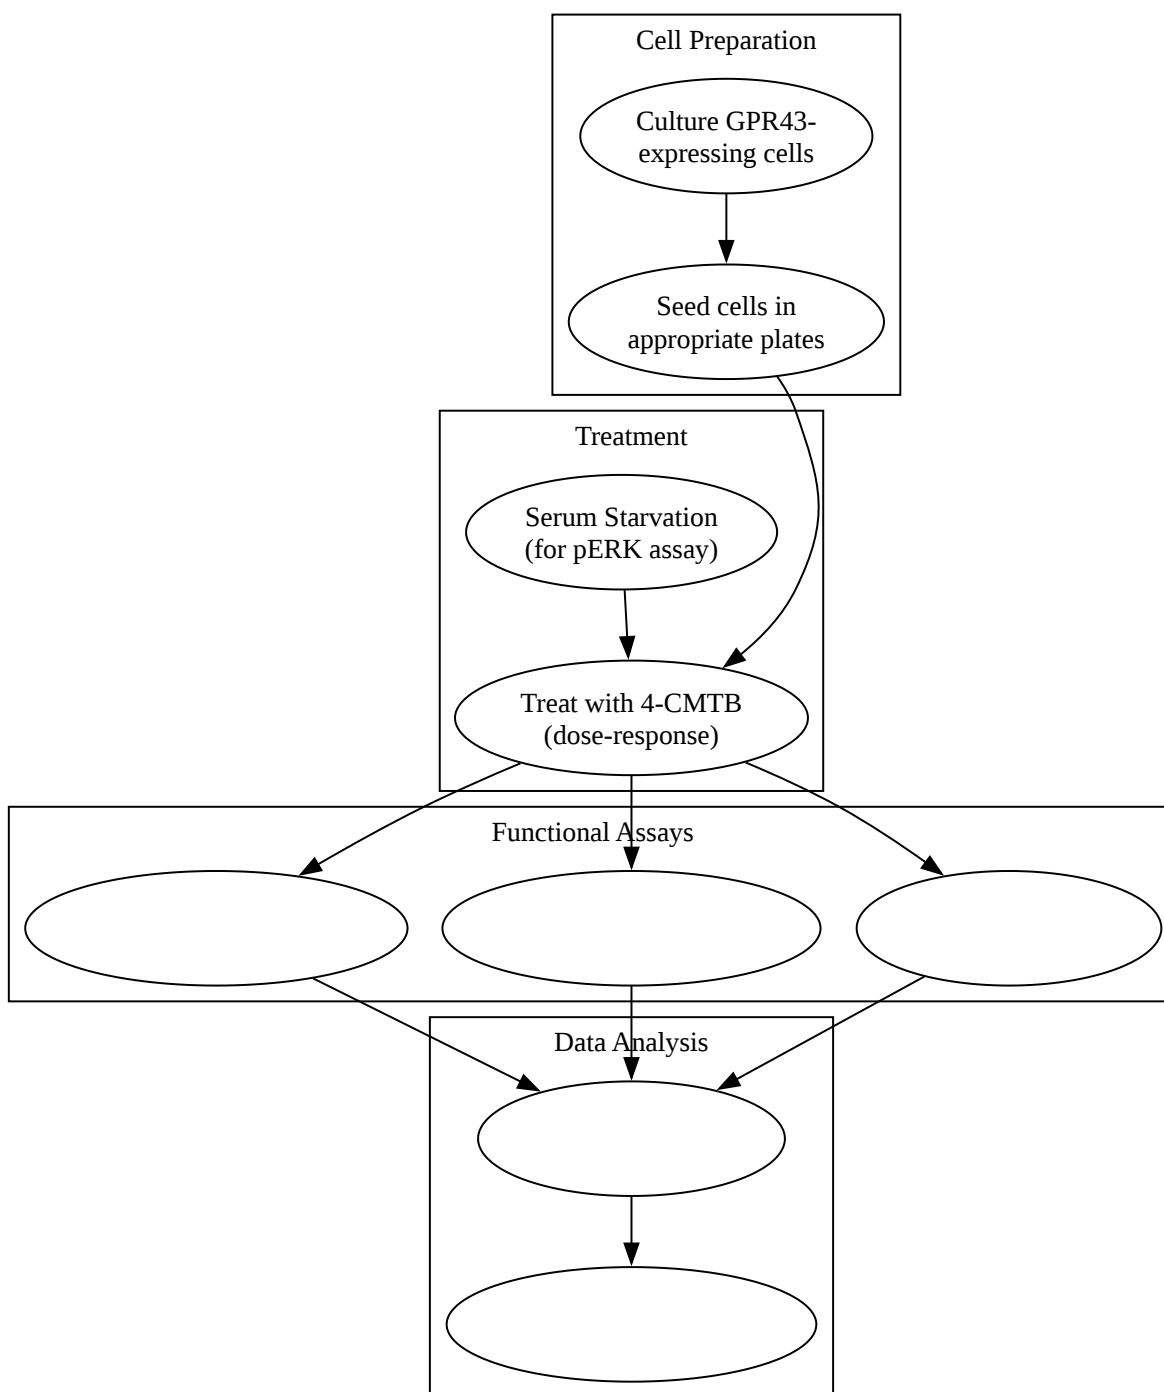 Cell Preparation
Culture GPR43-
expressing cells
Seed cells in
appropriate plates
Treatment
Serum Starvation
(for pERK assay)
Treat with 4-CMTB
(dose-response)
Functional Assays
Data Analysis